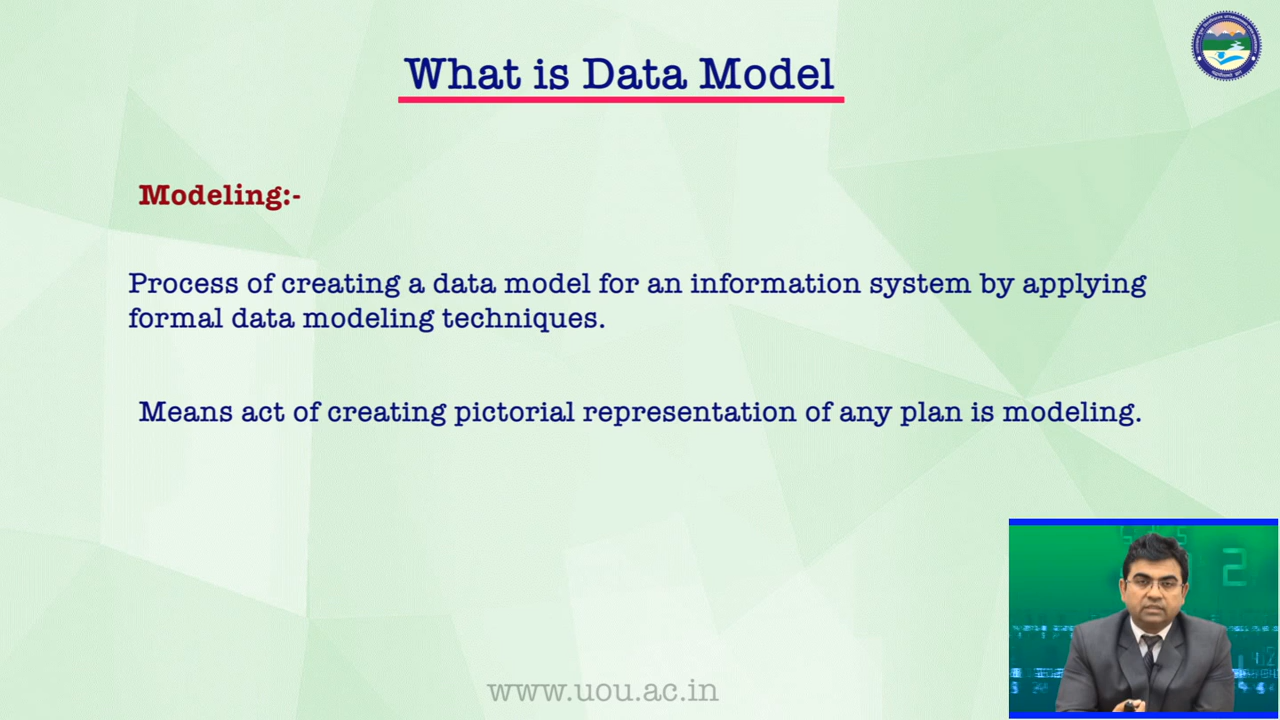 What is Data Model
Modeling:-
Process of creating a data model for an information system by applying
formal data modeling techniques.
Means act of creating pictorial representation of any plan is modeling.
2
www.uou.ac.in